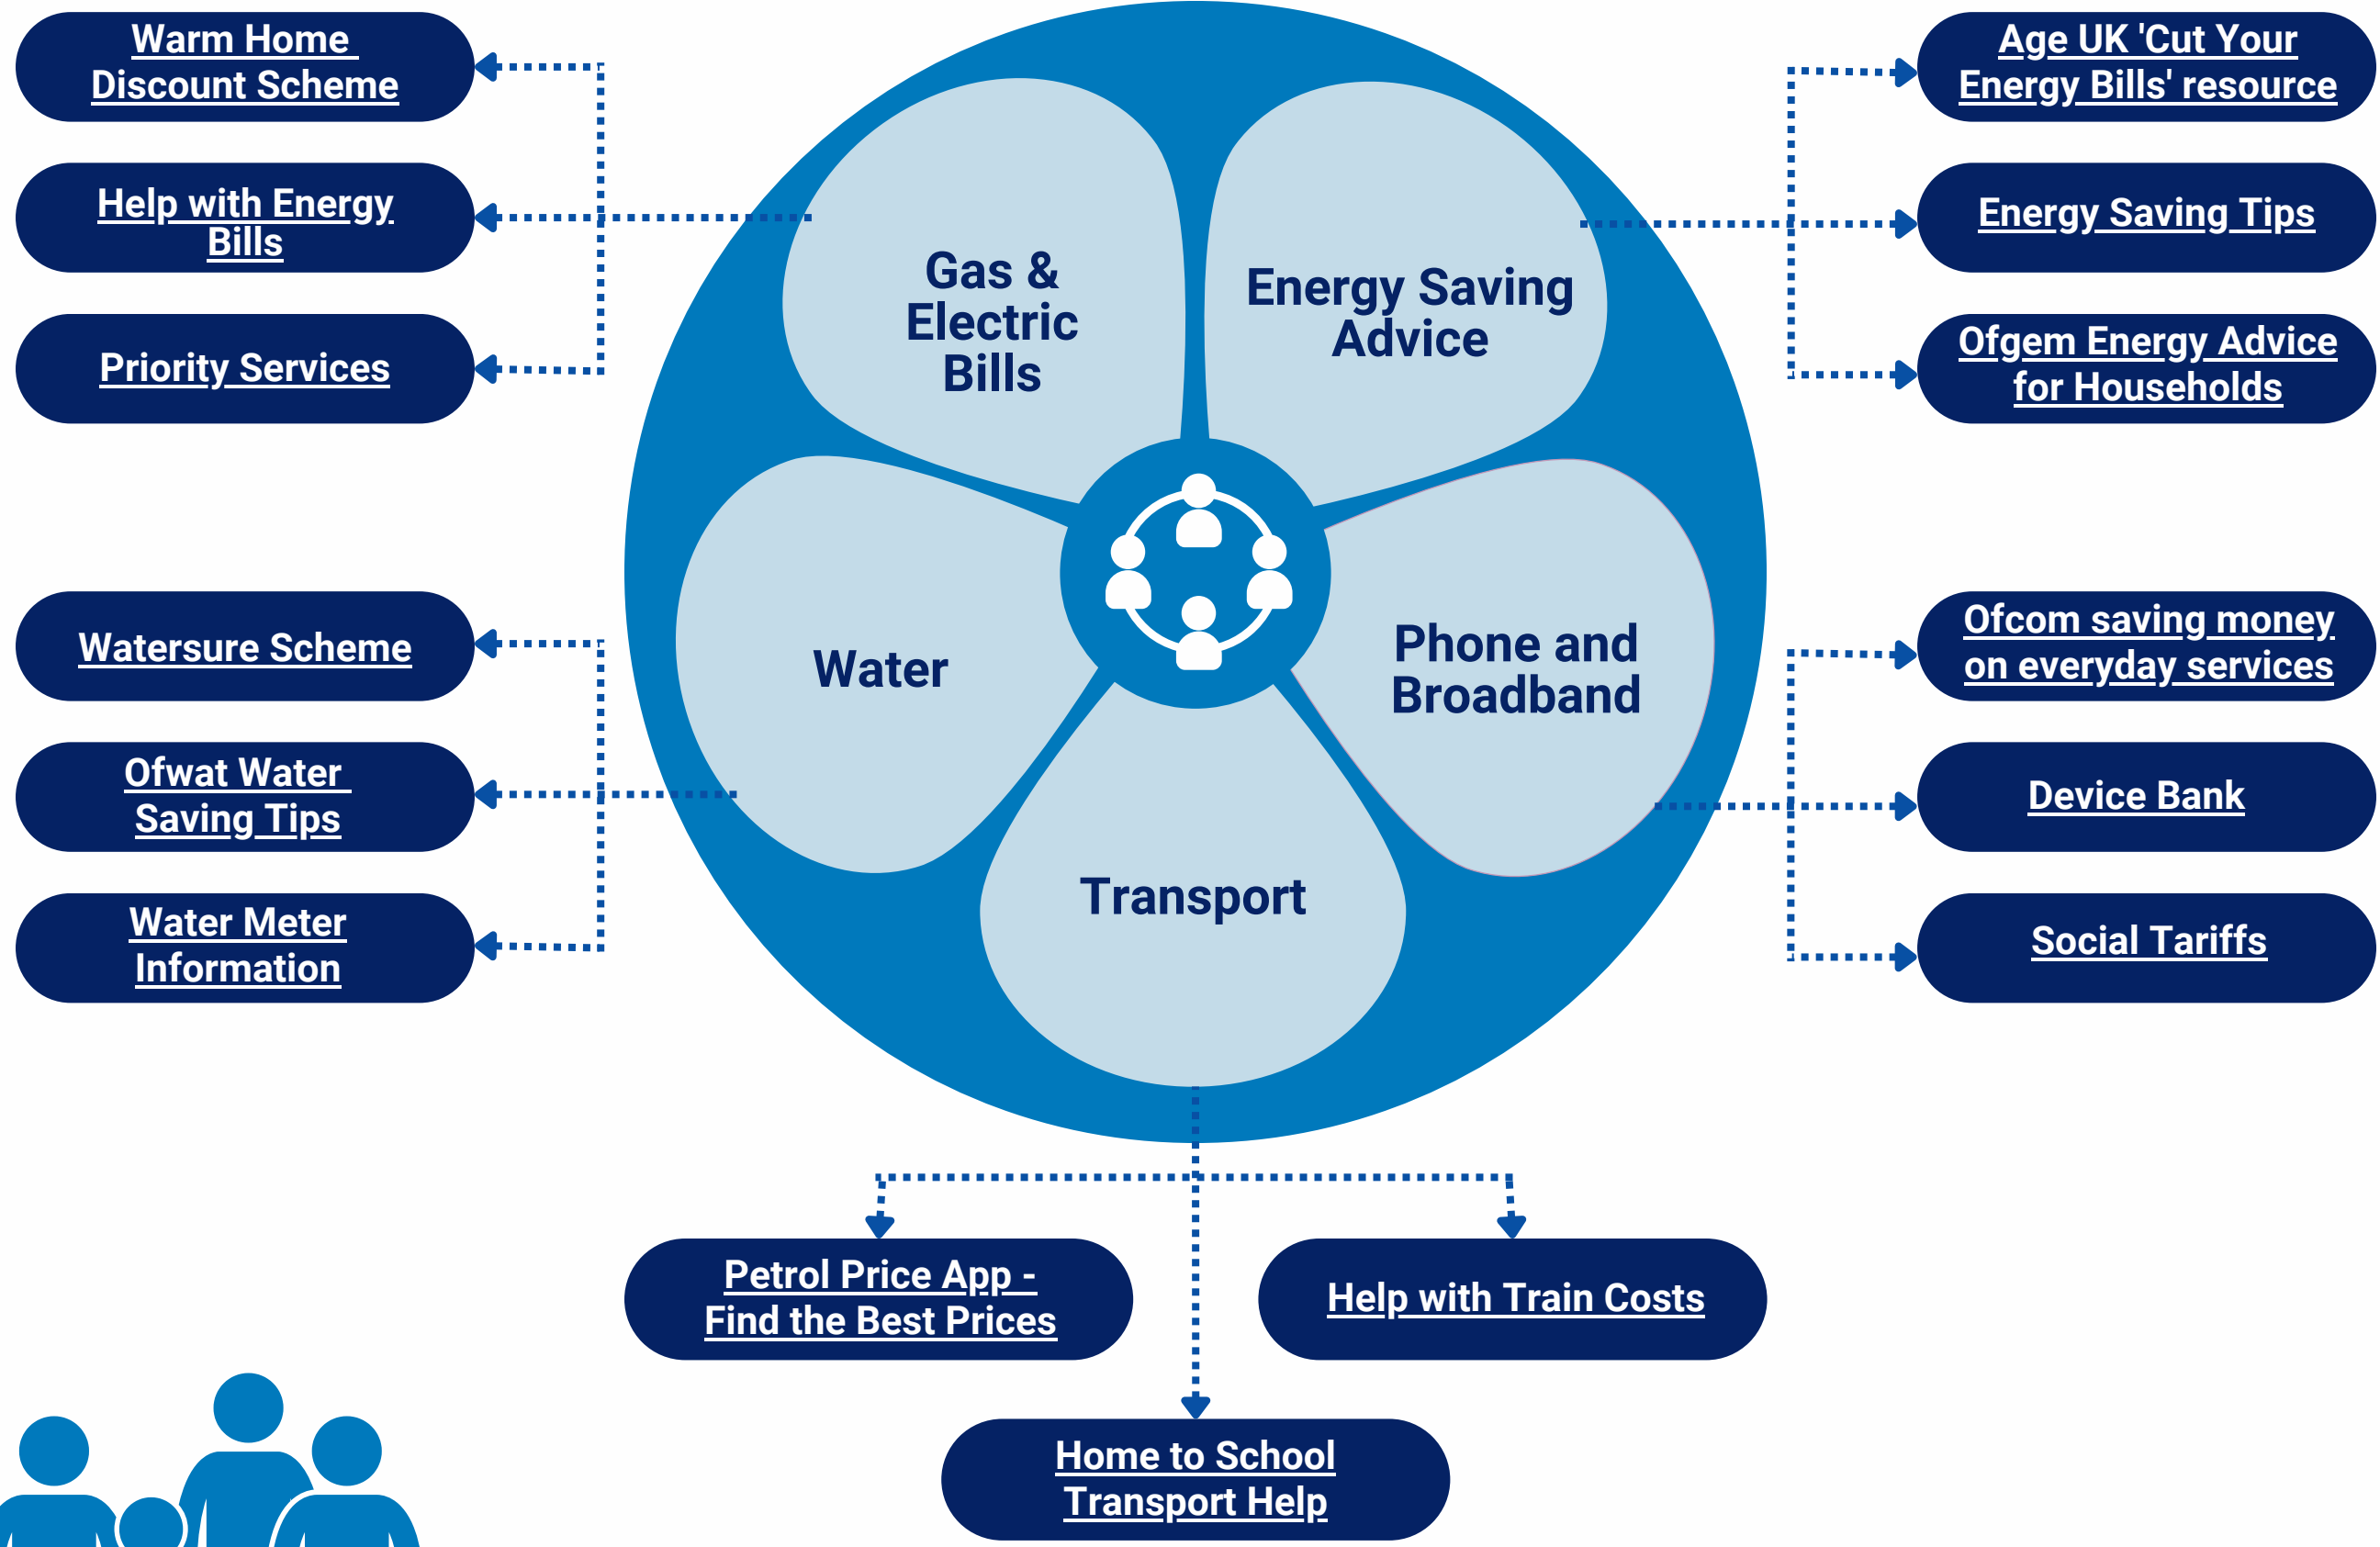 Warm Home
Discount Scheme
Help with Energy
Bills
Priority Services
Gas &
Electric
Bills
Energy Saving
Advice
Age UK 'Cut Your
Energy Bills' resource
Energy Saving Tips
Ofgem Energy Advice
for Households
Watersure Scheme
Ofwat Water
Saving Tips
Water Meter
Information
Water
Phone and
Broadband
Ofcom saving money
on everyday services
Device Bank
Social Tariffs
Transport
Petrol Price App -
Find the Best Prices
Help with Train Costs
Home to School
Transport Help